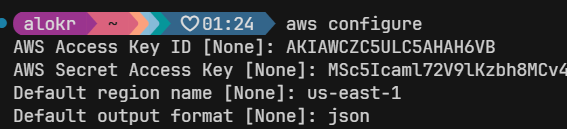 alokr ~ 01:24 aws configure
AWS Access Key ID [None]: AKIAWCZC5ULC5AHAH6VB
AWS Secret Access Key [None]: MSc5Icaml72V9lKzbh8MCv4
Default region name [None]: us-east-1
Default output format [None]: json